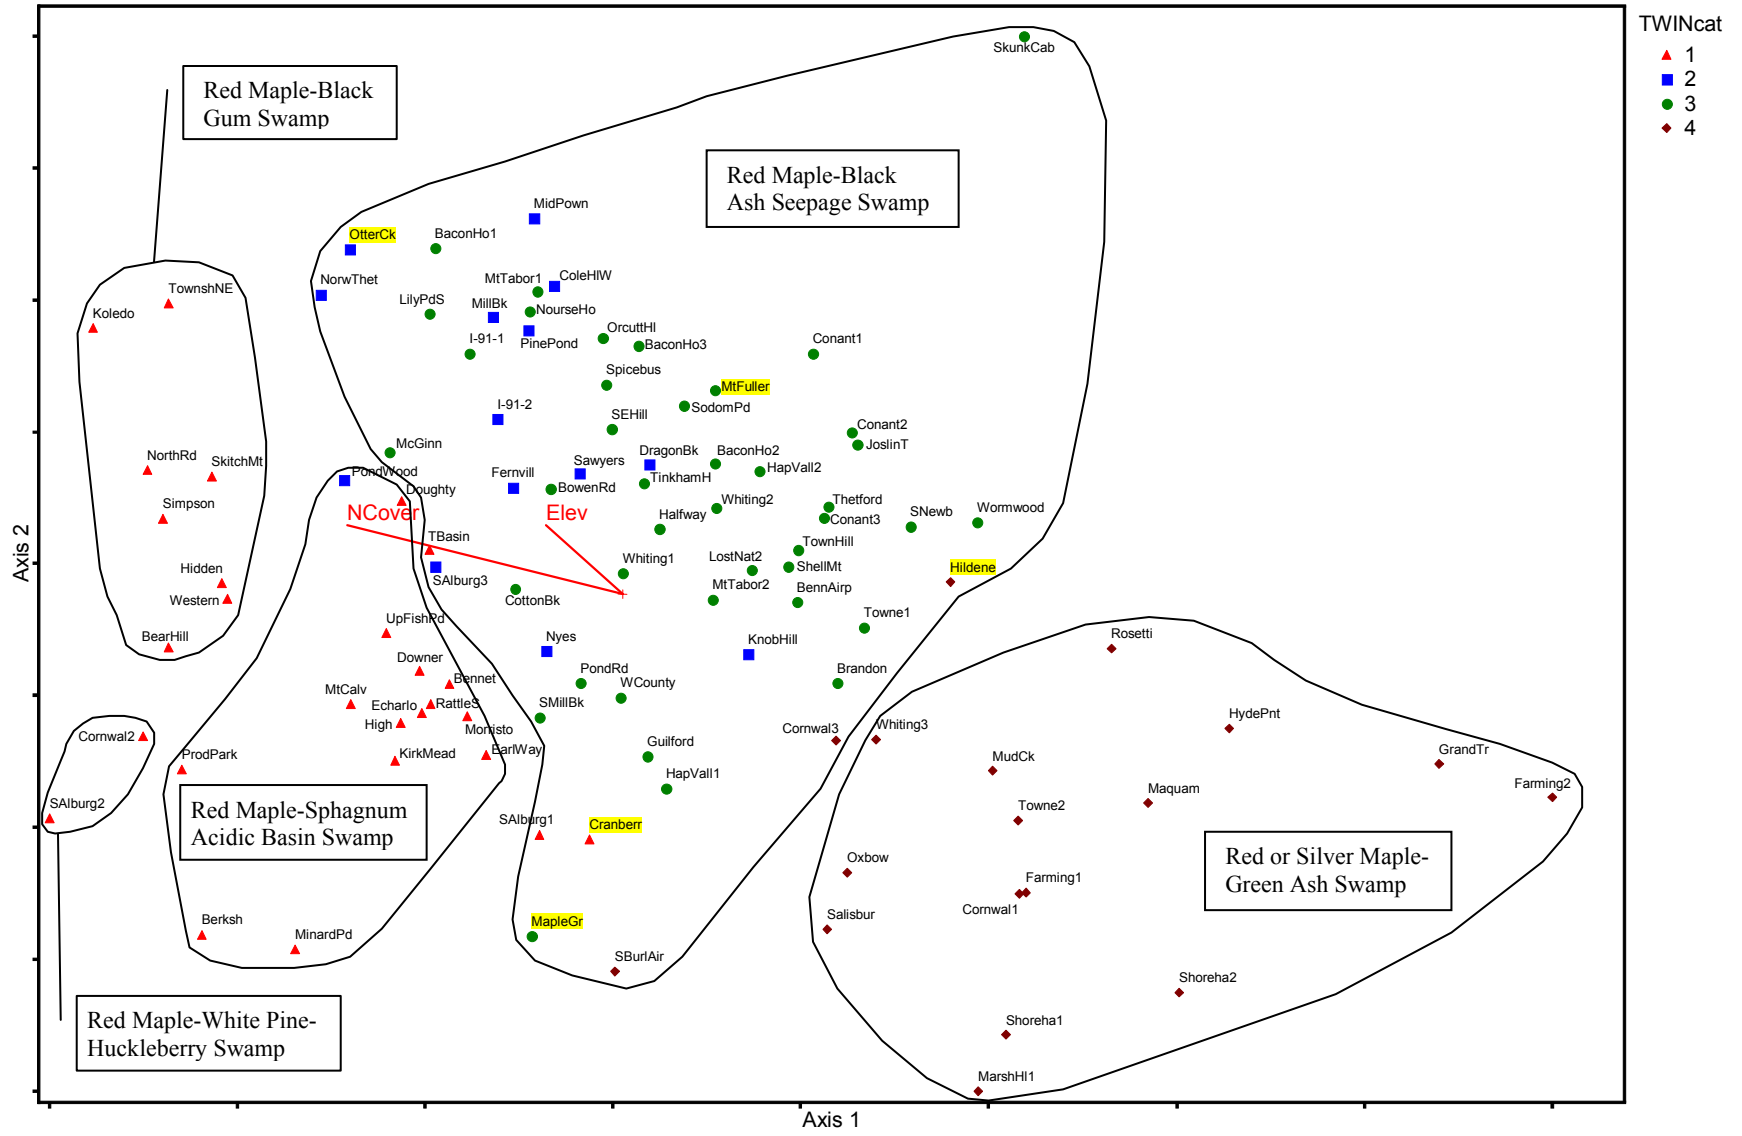 TWINcat
1
2
3
4
SkunkCab
Red Maple-Black
Gum Swamp
Red Maple-Black
Ash Seepage Swamp
MidPown
OtterCk
BaconHo1
NorwThet
MtTabor1
ColeHlW
TownshNE
Koledo
LilyPdS
MillBk
NourseHo
PinePond
I-91-1
OrcuttHl
BaconHo3
Conant1
Spicebus
MtFuller
SodomPd
I-91-2
SEHill
Conant2
JoslinT
McGinn
NorthRd
SkitchMt
PondWood
Fernvill
Sawyers
DragonBk
BaconHo2
HapVall2
TinkhamH
BowenRd
Doughty
Simpson
NCover
Elev
Whiting2
Thetford
Conant3
SNewb
Wornwood
Halfway
TBasin
TownHill
Hidden
SAlburg3
Whiting1
LostNat2
ShellMt
Hildene
Western
CottonBk
MtTabor2
BennAirp
Axis 2
UpFishPd
Towne1
BearHill
Nyes
KnobHill
Rosetti
Downer
Bennet
PondRd
WCounty
Brandon
MtCalv
Echarlo
RattleS
High
Morristo
SMillBk
Cornwal3
Whiting3
HydePnt
Cornwal2
ProdPark
KirkMead
EarlWay
Guilford
HapVall1
MudCk
GrandTr
Farming2
SAlburg2
Red Maple-Sphagnum
Acidic Basin Swamp
SAlburg1
Cranberr
Towne2
Maquam
Oxbow
Red or Silver Maple-
Green Ash Swamp
Farming1
Cornwal1
Berksh
MinardPd
MapleGr
Salisbur
SBurlAir
Shoreha2
Red Maple-White Pine-
Huckleberry Swamp
Shoreha1
MarshHl1
Axis 1